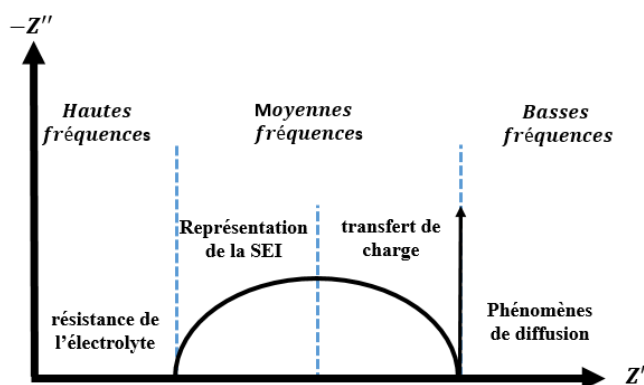 −Z''
Hautes
fréquences
Moyennes
fréquences
Basses
fréquences
Représentation
de la SEI
transfert de
charge
résistance de
l'électrolyte
Phénomènes
de diffusion
Z'